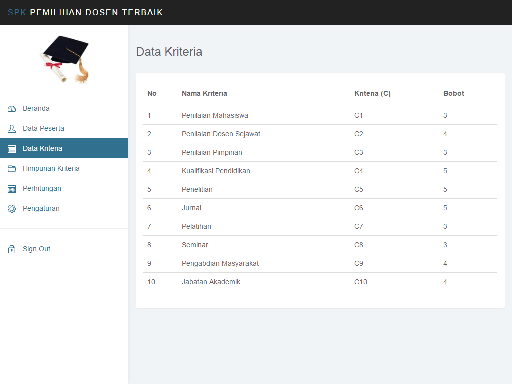 SPK PEMILIHAN DOSEN TERBAIK
Beranda
Data Peserta
Data Kriteria
Himpunan Kriteria
Perhitungan
Pengaturan
Sign Out
Data Kriteria
No Nama Kriteria Kriteria (C) Bobot
1 Penilaian Mahasiswa C1 3
2 Penilaian Dosen Sejawat C2 4
3 Penilaian Pimpinan C3 3
4 Kualifikasi Pendidikan C4 5
5 Penelitian C5 5
6 Jurnal C6 5
7 Pelatihan C7 3
8 Seminar C8 3
9 Pengabdian Masyarakat C9 4
10 Jabatan Akademik C10 4